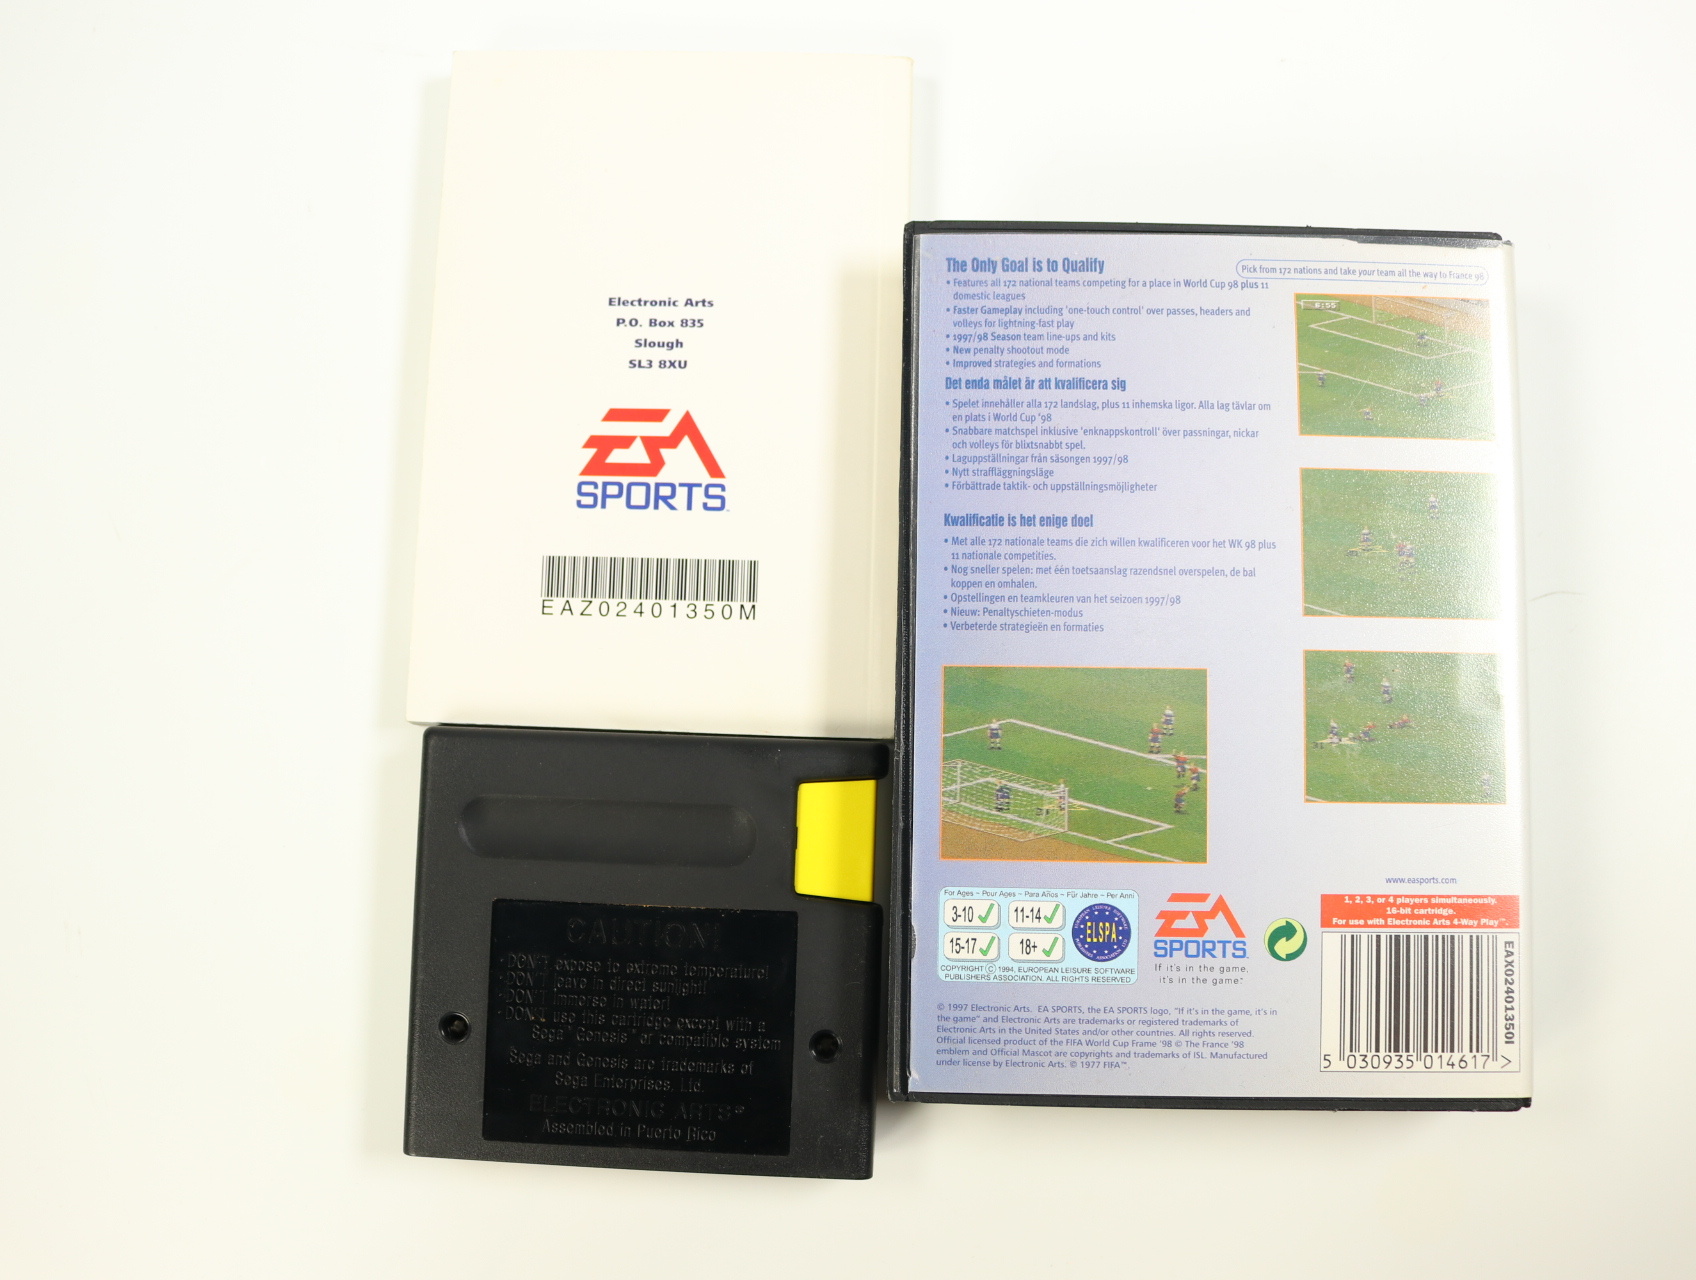 Electronic Arts
P.O. Box 835
Slough
SL3 8XU
EA
SPORTS™
EAZ02401350M
CAUTION!
• DON'T expose to extreme temperature!
• DON'T leave in direct sunlight!
• DON'T immerse in water!
• DON'T use this cartridge except with a
Sega® Genesis™ or compatible system
Sega and Genesis are trademarks of
Sega Enterprises, Ltd.
ELECTRONIC ARTS®
Assembled in Puerto Rico
The Only Goal is to Qualify
• Features all 172 national teams competing for a place in World Cup 98 plus 11
domestic leagues
• Faster Gameplay including 'one-touch control' over passes, headers and
volleys for lightning-fast play
• 1997/98 Season team line-ups and kits
• New penalty shootout mode
• Improved strategies and formations
Det enda målet är att kvalificera sig
• Spelet innehåller alla 172 landslag, plus 11 inhemska ligor. Alla lag tävlar om
en plats i World Cup '98
• Snabbare matchspel inklusive 'enknappskontroll' över passningar, nickar
och volleys för blixtsnabbt spel.
• Laguppställningar från säsongen 1997/98
• Nytt straffläggningsläge
• Förbättrade taktik- och uppställningsmöjligheter
Kwalificatie is het enige doel
• Met alle 172 nationale teams die zich willen kwalificeren voor het WK 98 plus
11 nationale competities.
• Nog sneller spelen: met één toetsaanslag razendsnel overspelen, de bal
koppen en omhalen.
• Opstellingen en teamkleuren van het seizoen 1997/98
• Nieuw: Penaltyschieten-modus
• Verbeterde strategieën en formaties
Pick from 172 nations and take your team all the way to France 98
6:55
31
For Ages – Pour Ages – Para Años – Für Jahre – Per Anni
3-10 11-14
15-17 18+
ELSPA
COPYRIGHT © 1994, EUROPEAN LEISURE SOFTWARE
PUBLISHERS ASSOCIATION. ALL RIGHTS RESERVED
EA
SPORTS™
If it's in the game,
it's in the game™
www.easports.com
1, 2, 3, or 4 players simultaneously.
16-bit cartridge.
For use with Electronic Arts 4-Way Play™.
EAX02401350I
5 030935 014617 >
© 1997 Electronic Arts. EA SPORTS, the EA SPORTS logo, "If it's in the game, it's in
the game" and Electronic Arts are trademarks or registered trademarks of
Electronic Arts in the United States and/or other countries. All rights reserved.
Official licensed product of the FIFA World Cup Frame '98 © The France '98
emblem and Official Mascot are copyrights and trademarks of ISL. Manufactured
under license by Electronic Arts. © 1977 FIFA™.